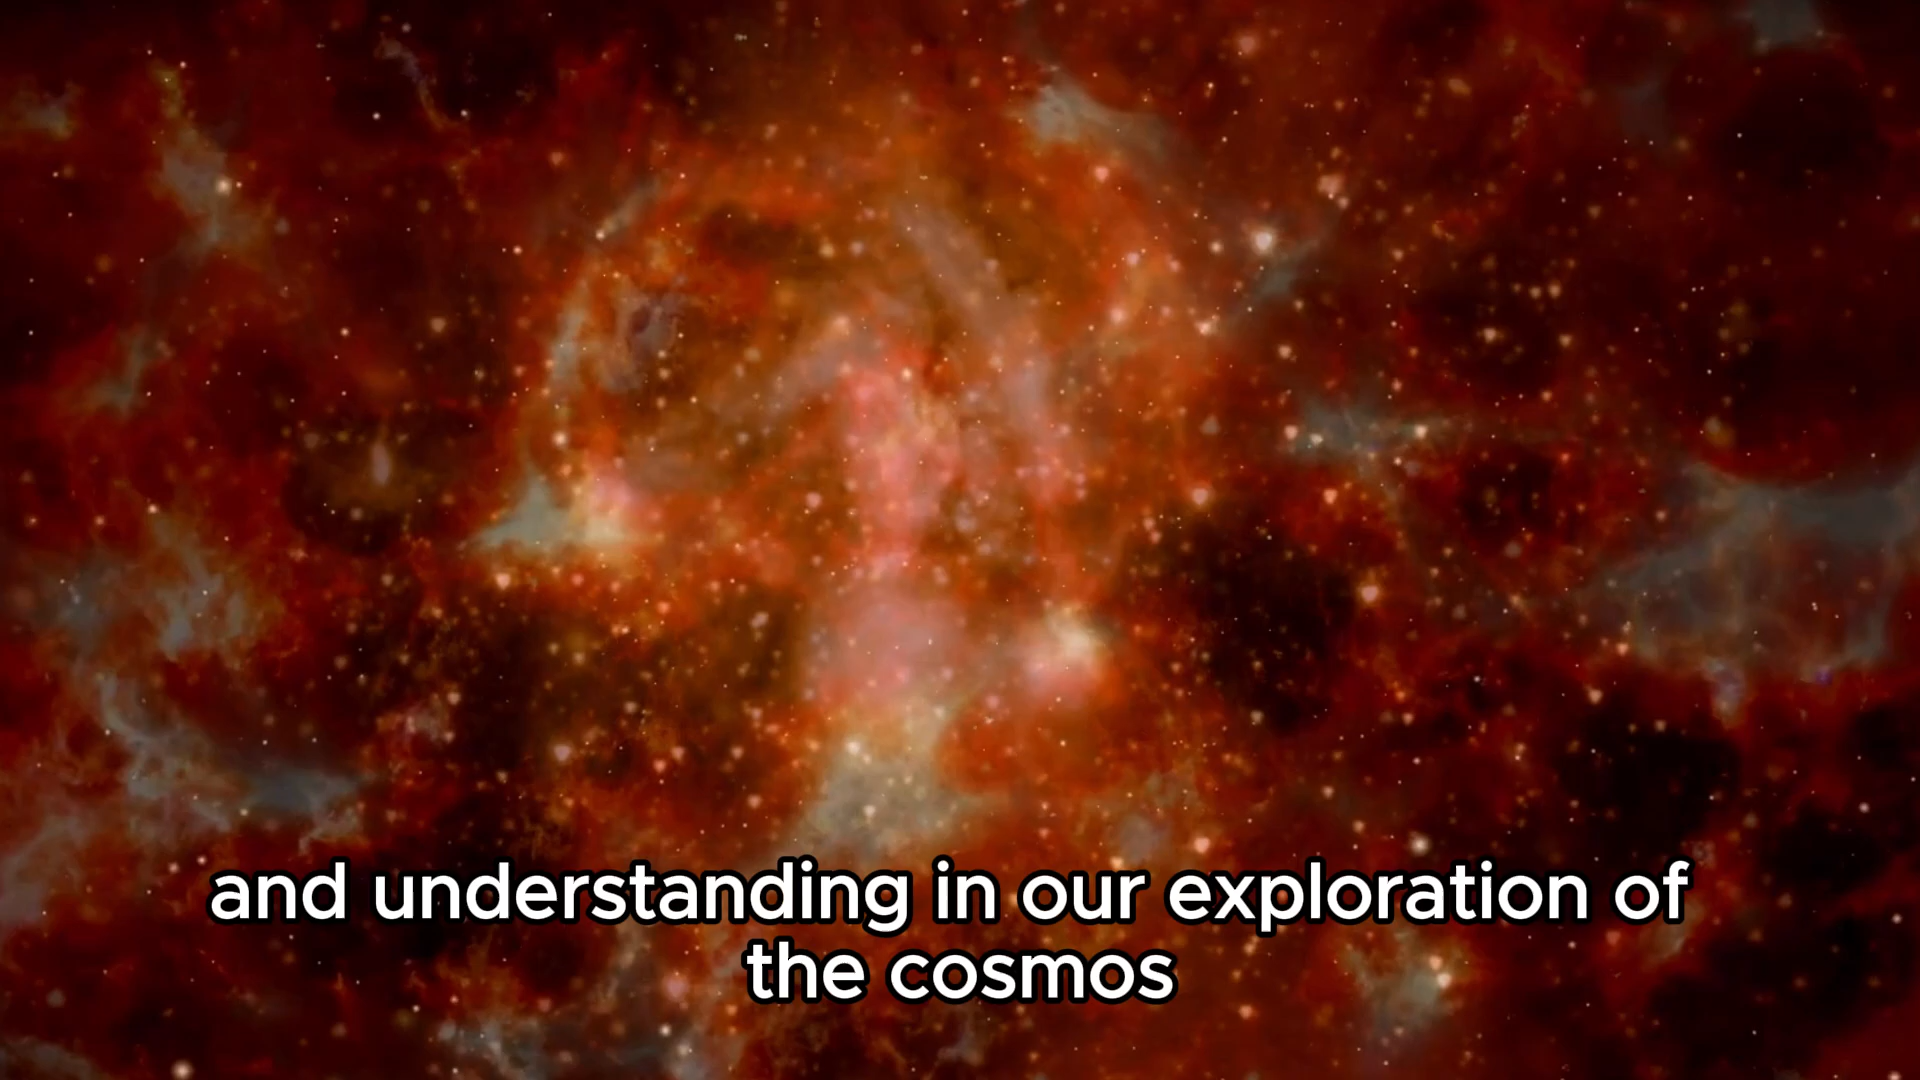 and understanding in our exploration of
the cosmos